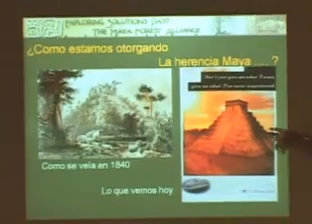 EXPLORING SOLUTIONS PAST
THE MAYA FOREST ALLIANCE
¿Como estamos otorgando
La herencia Maya .... ?
Como se veía en 1840
Lo que vemos hoy